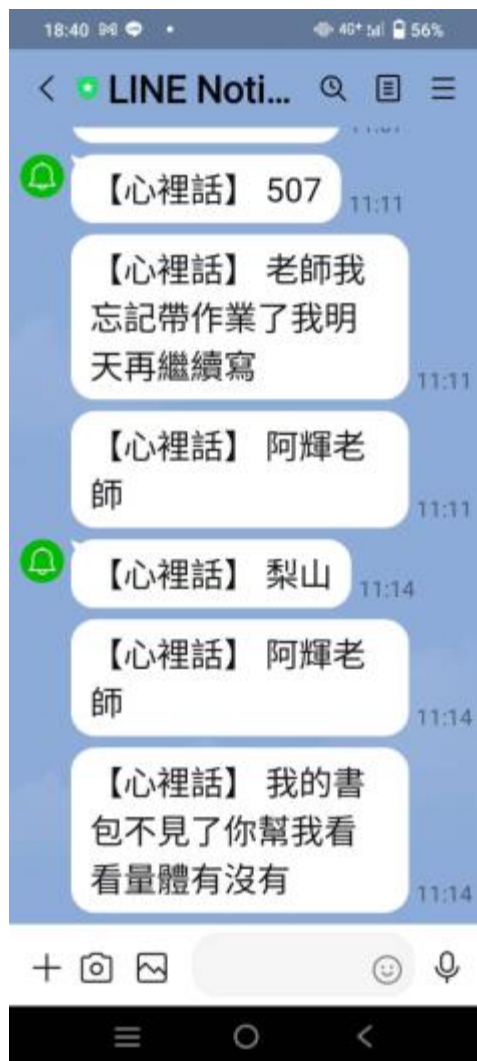 18:40
4G+
56%
LINE Noti...
【心裡話】 507
11:11
【心裡話】 老師我
忘記帶作業了我明
天再繼續寫
11:11
【心裡話】 阿輝老
師
11:11
【心裡話】 梨山
11:14
【心裡話】 阿輝老
師
11:14
【心裡話】 我的書
包不見了你幫我看
看量體有沒有
11:14